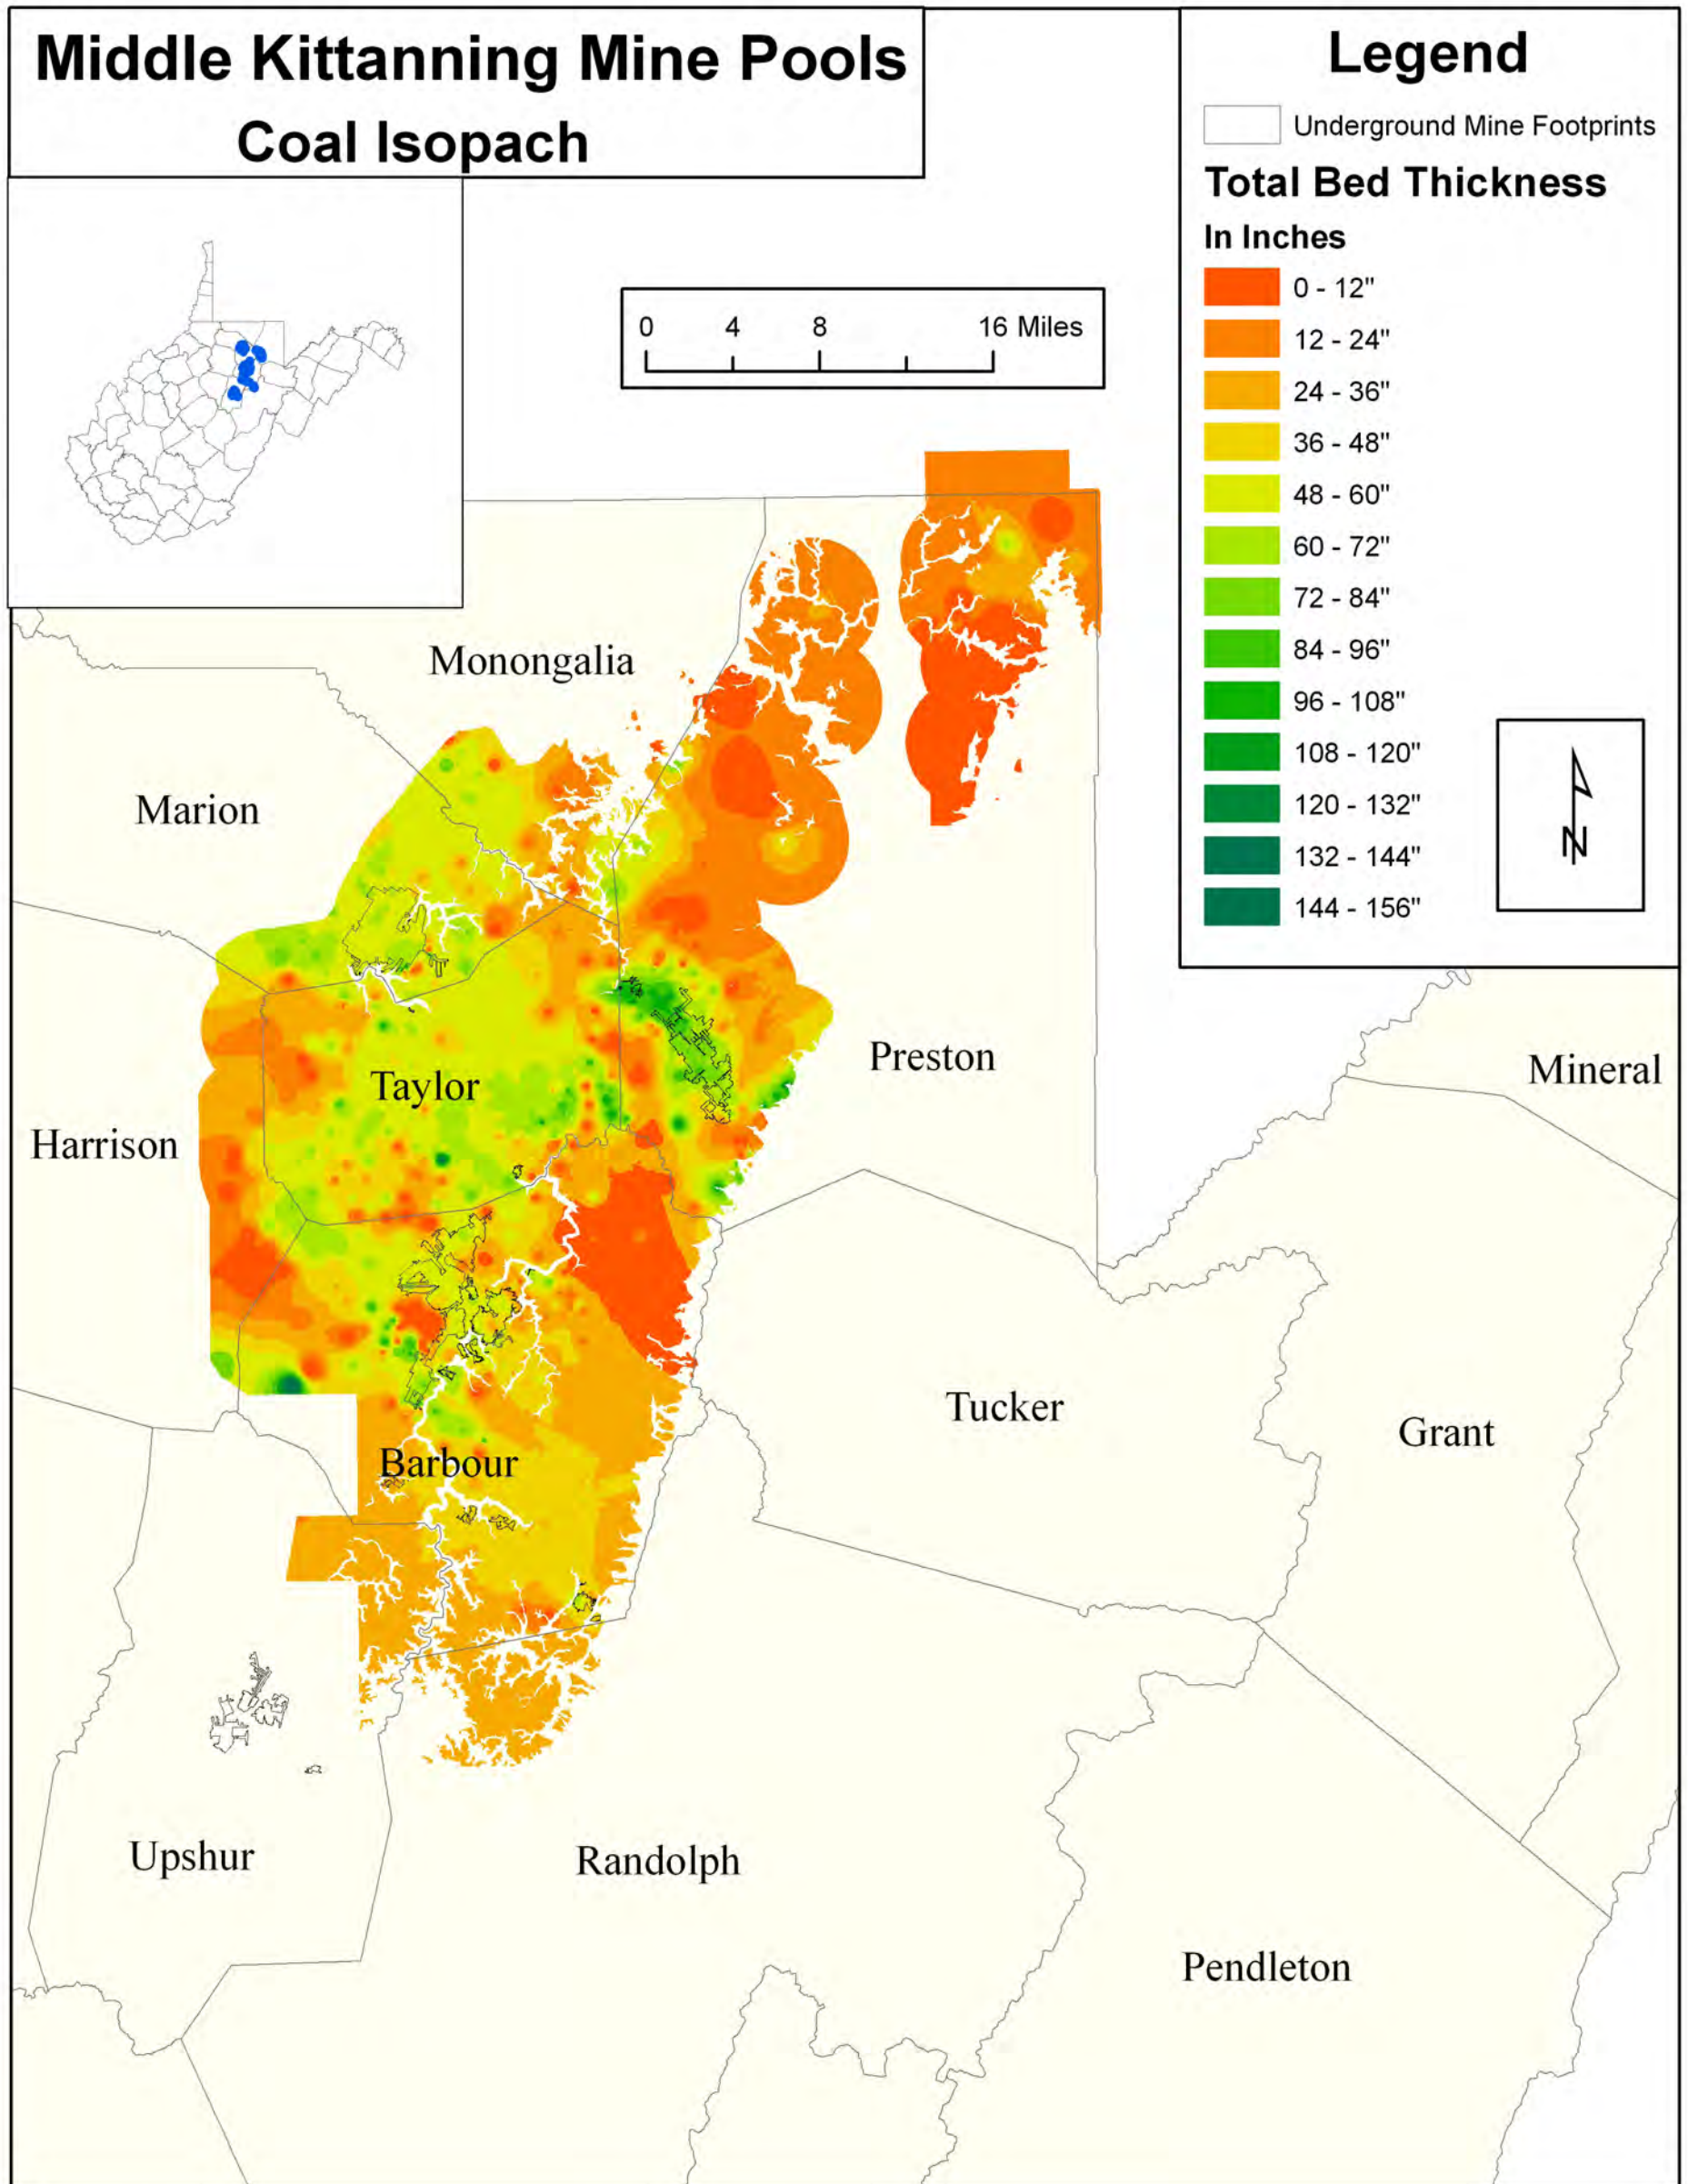 Middle Kittanning Mine Pools
Coal Isopach
Legend
Underground Mine Footprints
Total Bed Thickness
In Inches
0 - 12"
12 - 24"
24 - 36"
36 - 48"
48 - 60"
60 - 72"
72 - 84"
84 - 96"
96 - 108"
108 - 120"
120 - 132"
132 - 144"
144 - 156"
N
0 4 8 16 Miles
Monongalia
Marion
Preston
Mineral
Taylor
Harrison
Tucker
Grant
Barbour
Upshur
Randolph
Pendleton